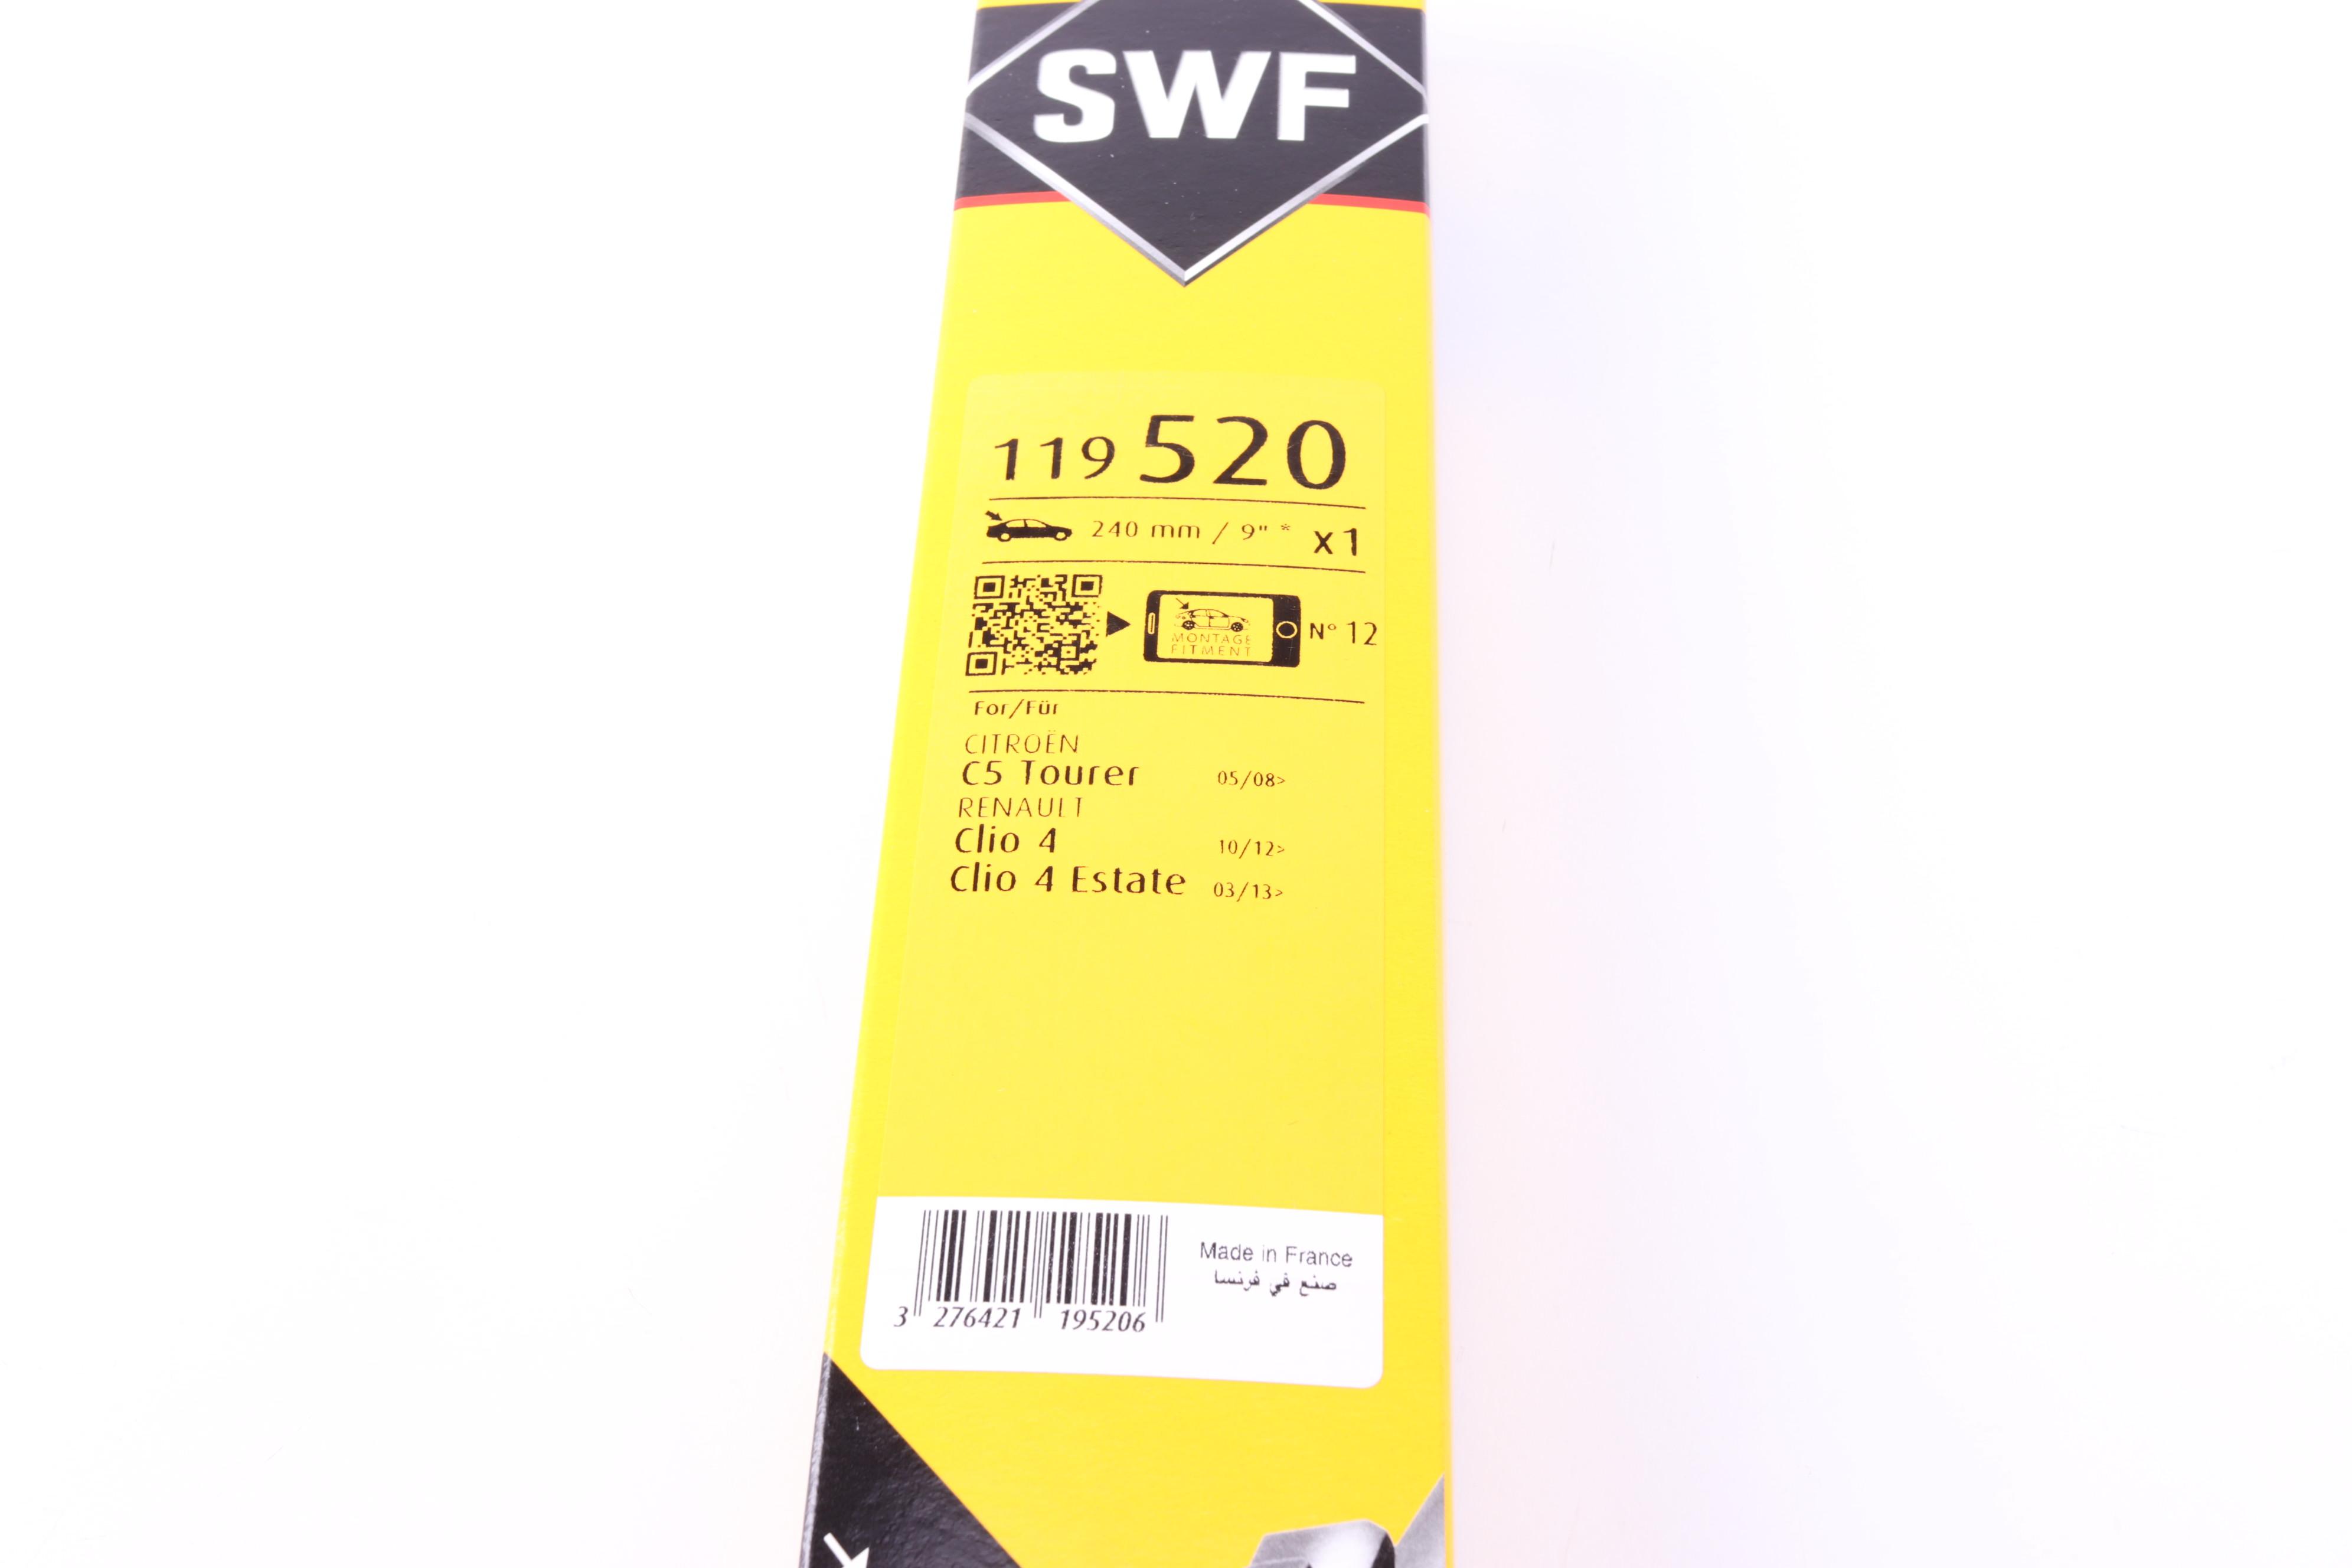 SWF
119 520
240 mm / 9" * x1
MONTAGE
FITMENT
N° 12
For/Für
CITROËN
C5 Tourer 05/08>
RENAULT
Clio 4 10/12>
Clio 4 Estate 03/13>
Made in France
صنع في فرنسا
3 276421 195206